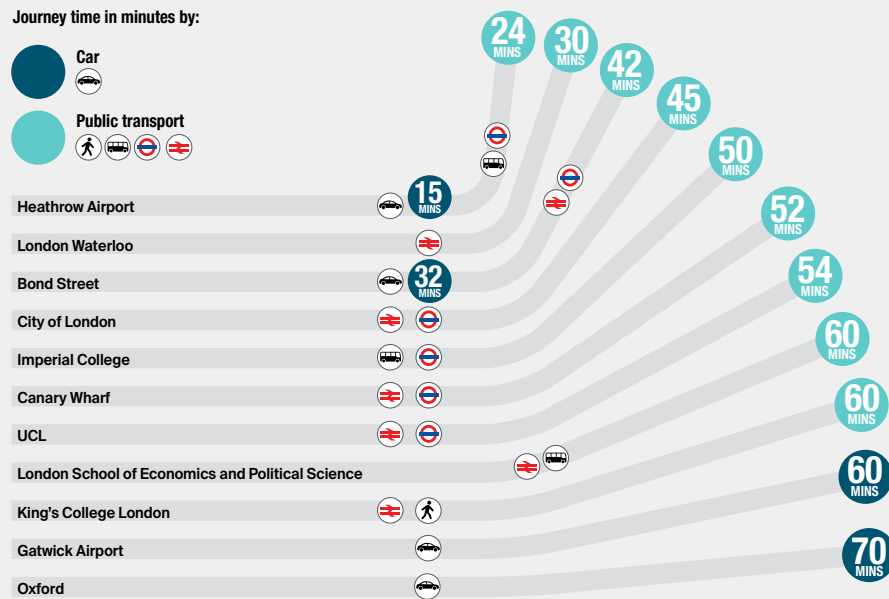 Journey time in minutes by:
Car
Public transport
24
MINS
30
MINS
42
MINS
45
MINS
50
MINS
52
MINS
54
MINS
60
MINS
60
MINS
60
MINS
70
MINS
Heathrow Airport
15
MINS
London Waterloo
Bond Street
32
MINS
City of London
Imperial College
Canary Wharf
UCL
London School of Economics and Political Science
King's College London
Gatwick Airport
Oxford